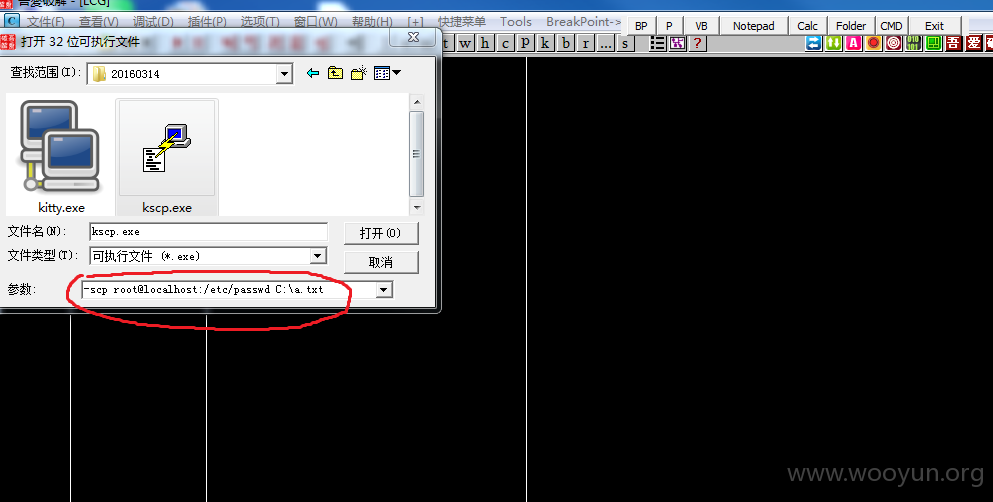 吾愛破解 - [LCG]
C 文件(F) 查看(V) 调试(D) 插件(P) 选项(T) 窗口(W) 帮助(H) [+] 快捷菜单 Tools BreakPoint->
BP P VB Notepad Calc Folder CMD Exit
打开 32 位可执行文件
t w h c p k b r ... s
? A 吾 愛
查找范围(I): 20160314
kitty.exe kscp.exe
文件名(N): kscp.exe 打开(O)
文件类型(T): 可执行文件 (*.exe) 取消
参数: -scp root@localhost:/etc/passwd C:\a.txt
www.wooyun.org